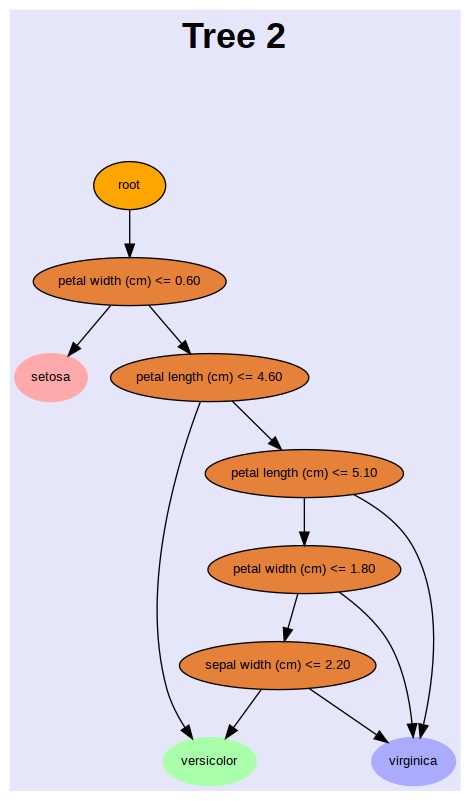 Tree 2
root
petal width (cm) <= 0.60
setosa
petal length (cm) <= 4.60
petal length (cm) <= 5.10
petal width (cm) <= 1.80
sepal width (cm) <= 2.20
versicolor
virginica